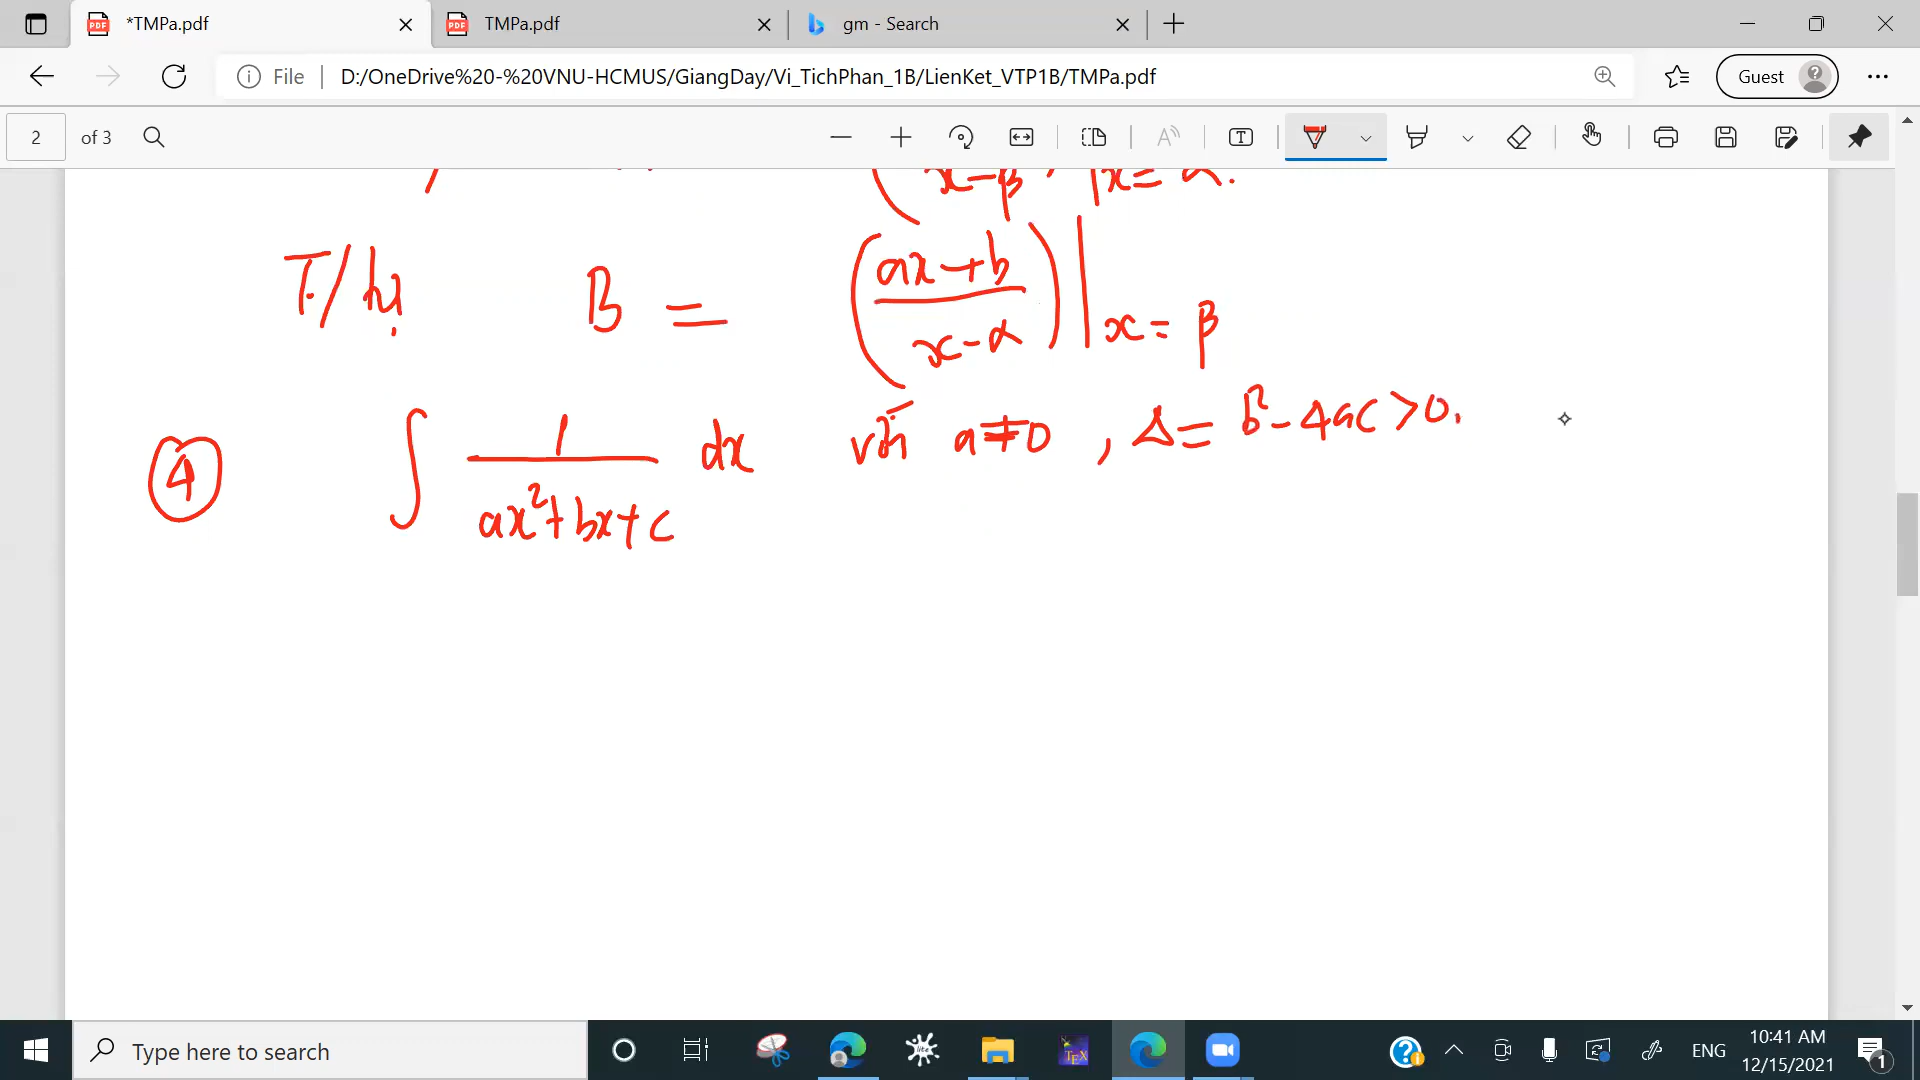 *TMPa.pdf
TMPa.pdf
gm - Search
File
D:/OneDrive%20-%20VNU-HCMUS/GiangDay/Vi_TichPhan_1B/LienKet_VTP1B/TMPa.pdf
Guest
2 of 3
x-β x= α.
T/tự B = (ax+b / x-α) | x = β
④ ∫ 1 / ax²+bx+c dx với a≠0, Δ= b²-4ac>0.
Type here to search
ENG
10:41 AM
12/15/2021
1